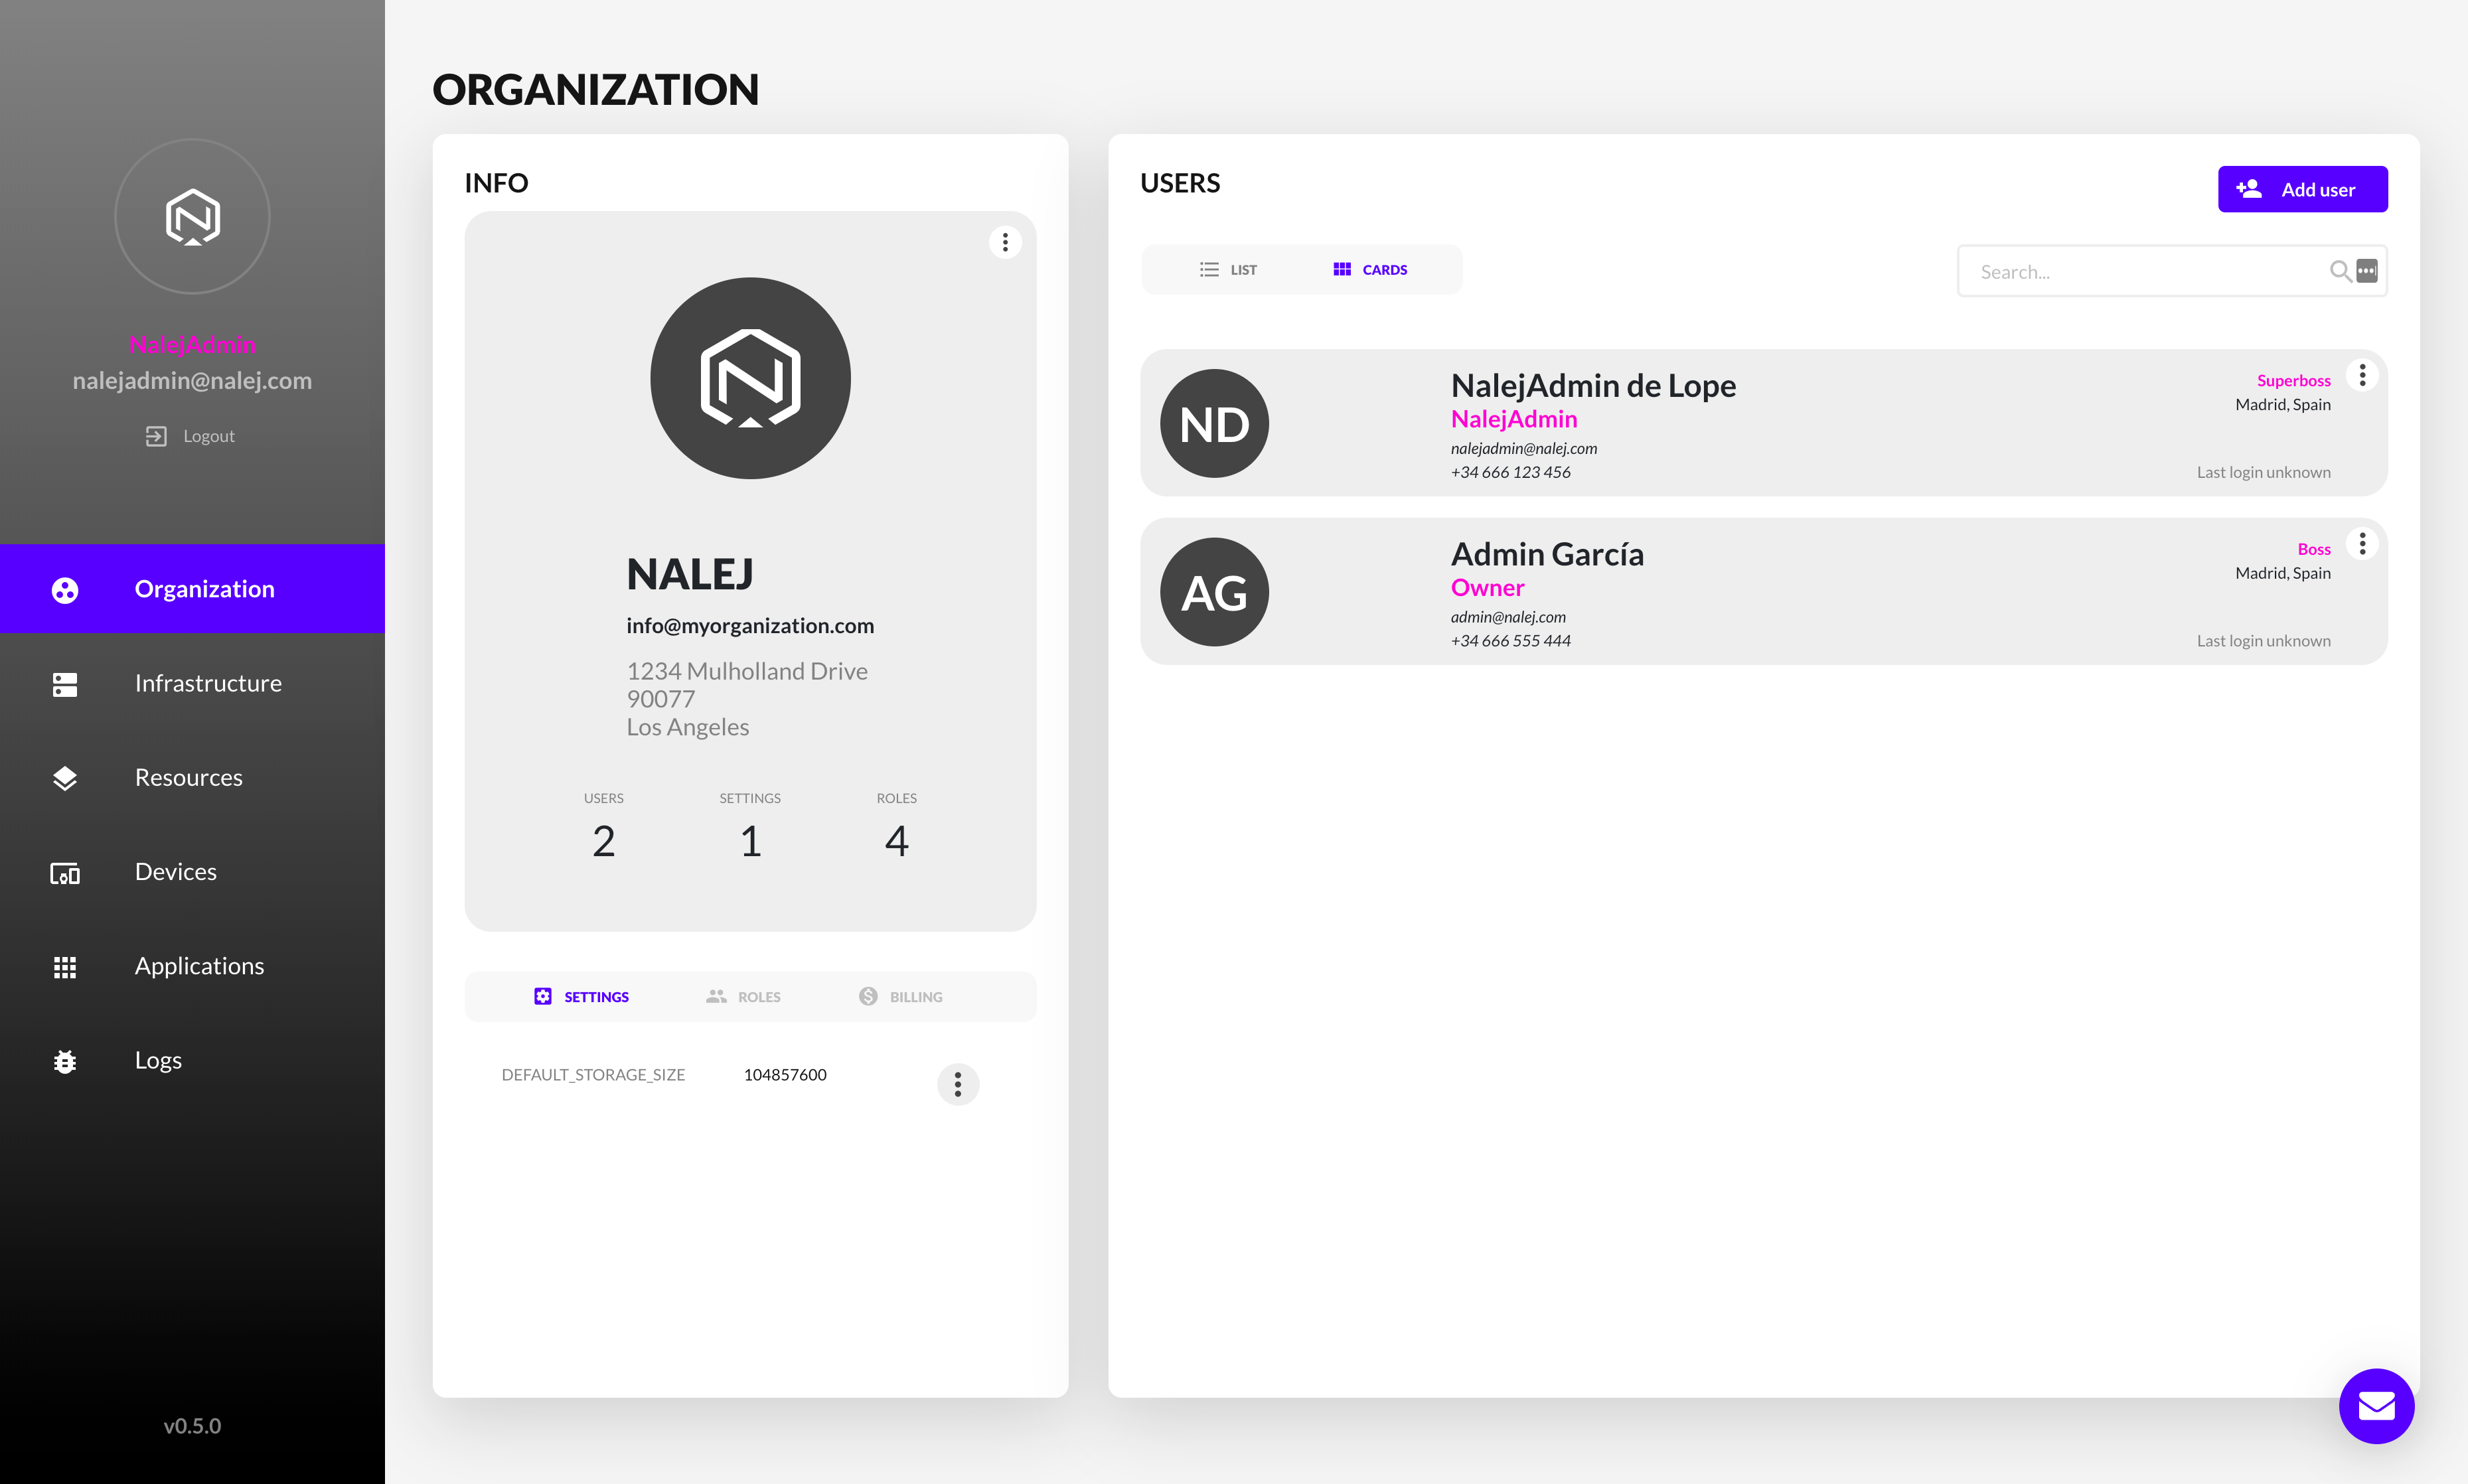 NalejAdmin
nalejadmin@nalej.com
Logout
Organization
Infrastructure
Resources
Devices
Applications
Logs
v0.5.0
ORGANIZATION
INFO
NALEJ
info@myorganization.com
1234 Mulholland Drive
90077
Los Angeles
USERS SETTINGS ROLES
2 1 4
SETTINGS ROLES BILLING
DEFAULT_STORAGE_SIZE 104857600
USERS
Add user
LIST CARDS
Search...
ND
NalejAdmin de Lope
NalejAdmin
nalejadmin@nalej.com
+34 666 123 456
Superboss
Madrid, Spain
Last login unknown
AG
Admin García
Owner
admin@nalej.com
+34 666 555 444
Boss
Madrid, Spain
Last login unknown